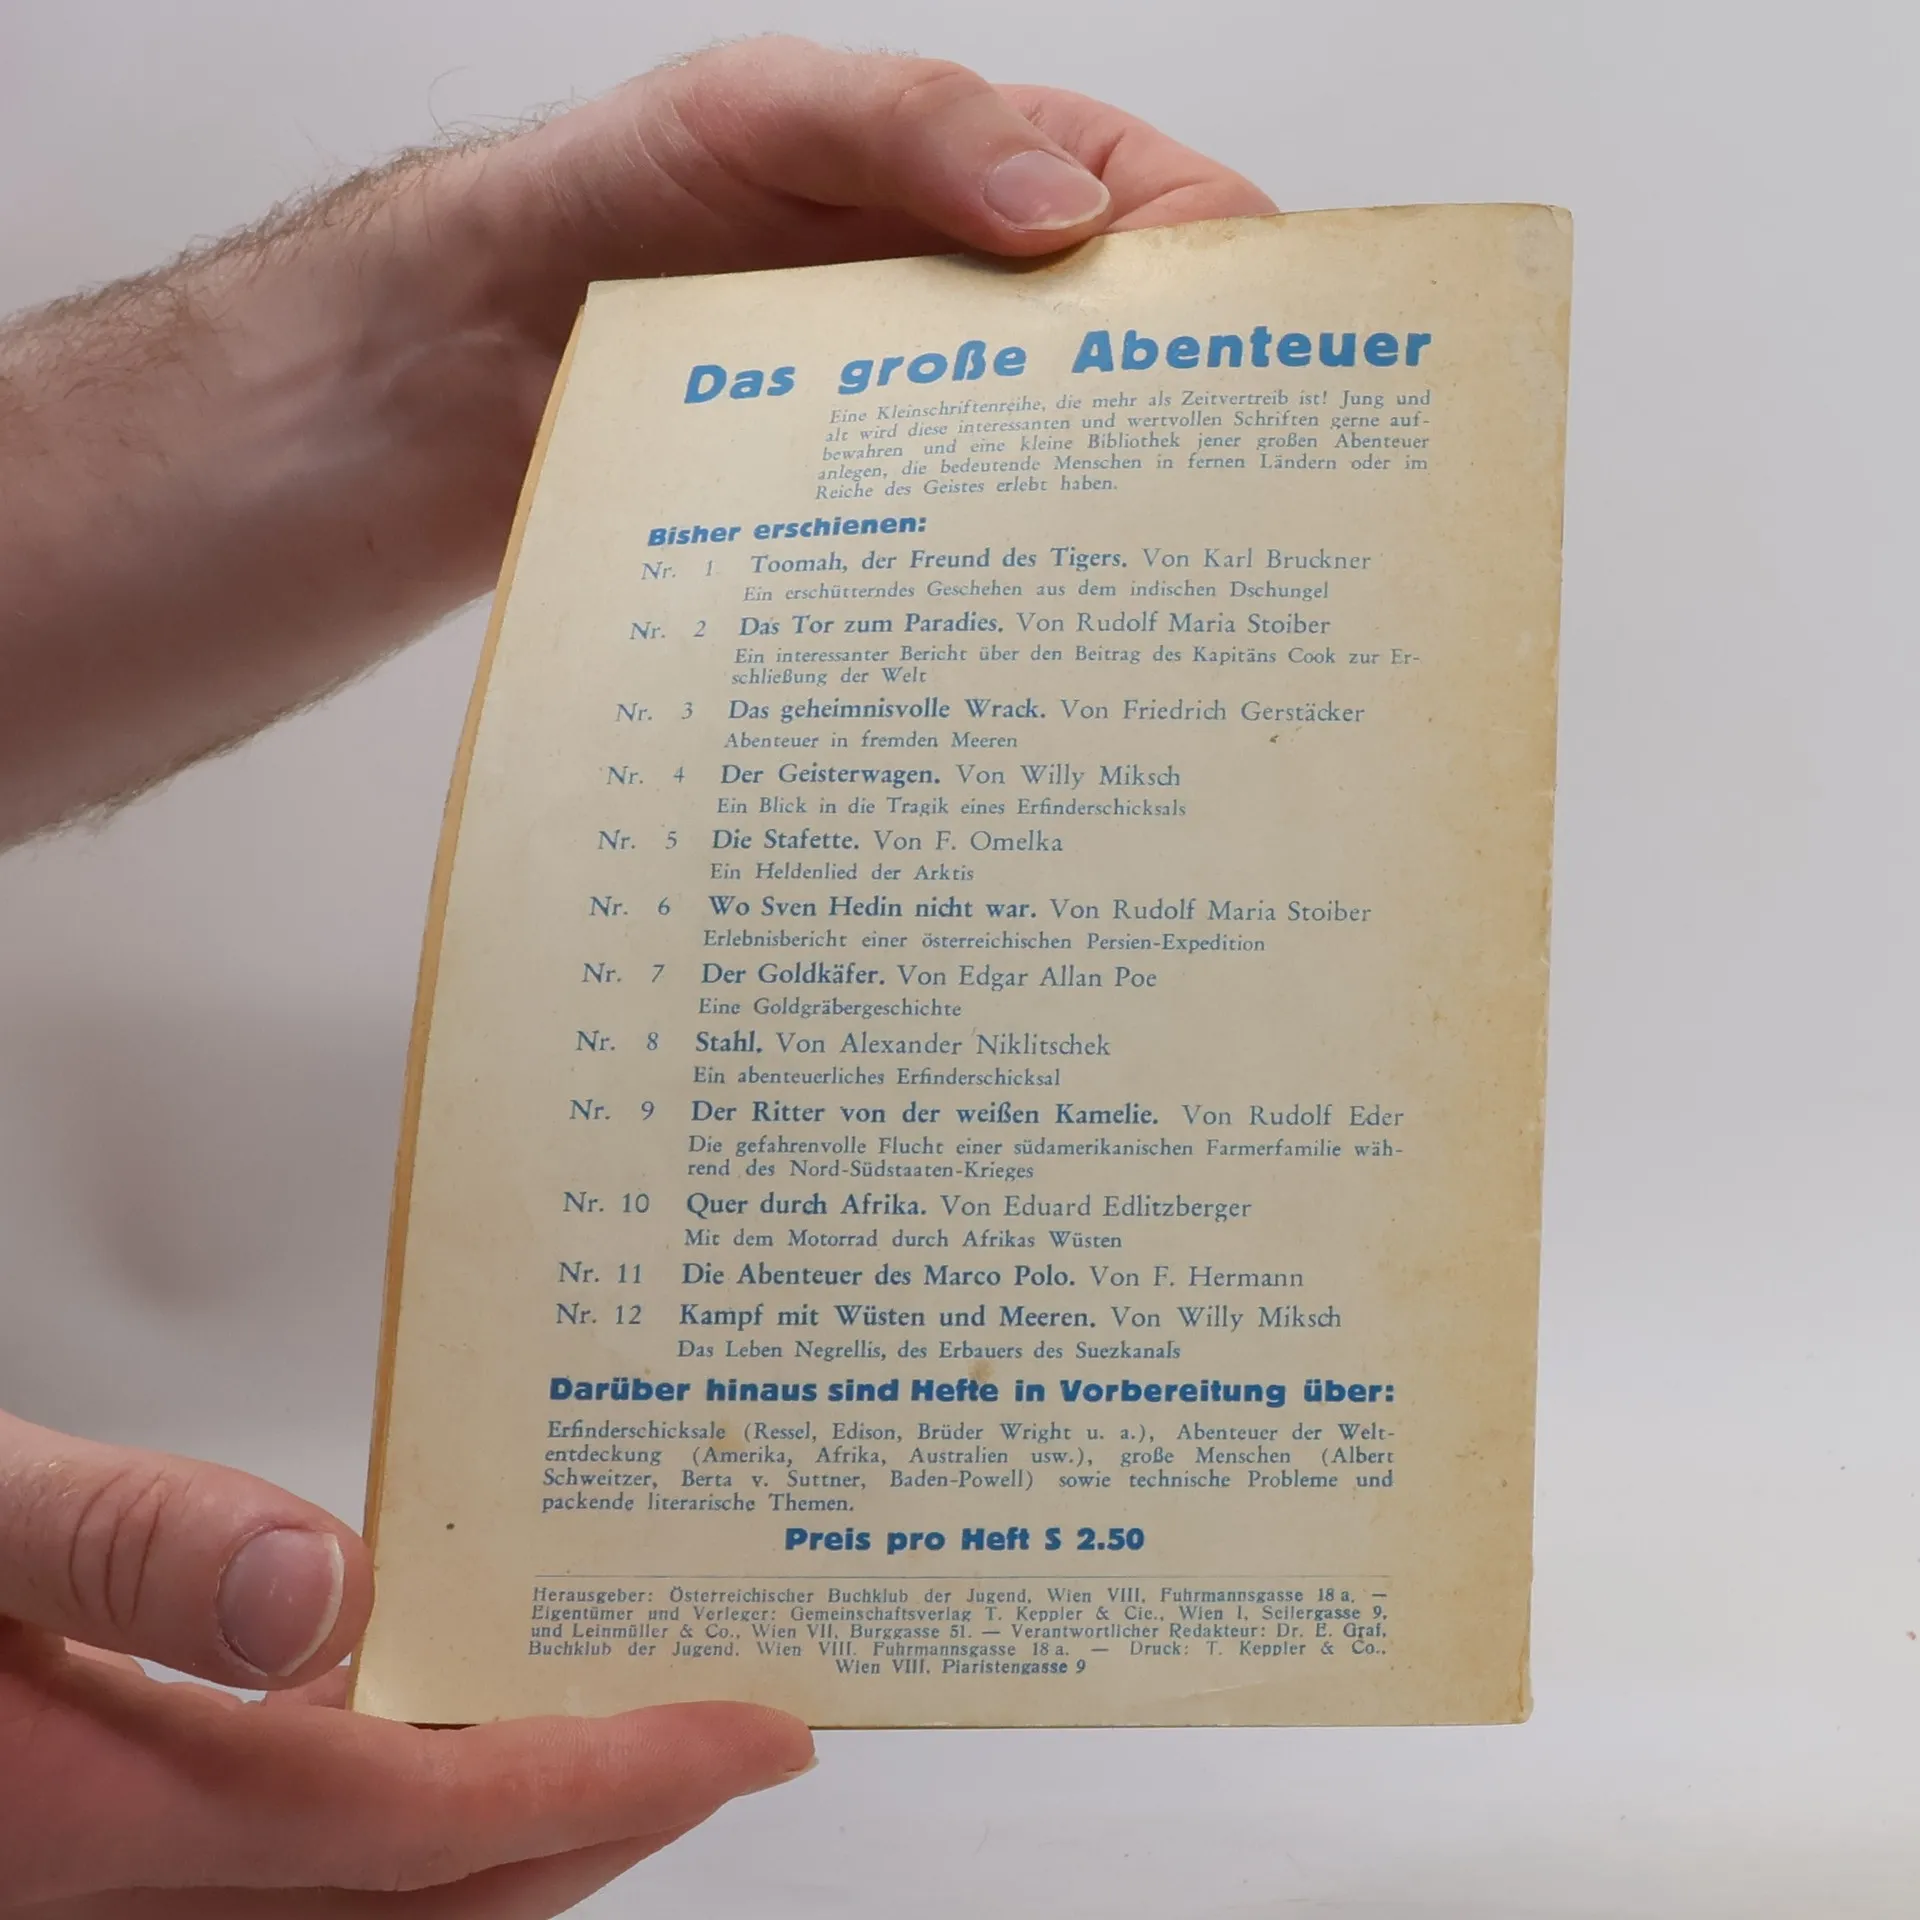 Das große Abenteuer
Eine Kleinschriftenreihe, die mehr als Zeitvertreib ist! Jung und
alt wird diese interessanten und wertvollen Schriften gerne auf-
bewahren und eine kleine Bibliothek jener großen Abenteuer
anlegen, die bedeutende Menschen in fernen Ländern oder im
Reiche des Geistes erlebt haben.
Bisher erschienen:
Nr. 1 Toomah, der Freund des Tigers. Von Karl Bruckner
Ein erschütterndes Geschehen aus dem indischen Dschungel
Nr. 2 Das Tor zum Paradies. Von Rudolf Maria Stoiber
Ein interessanter Bericht über den Beitrag des Kapitäns Cook zur Er-
schließung der Welt
Nr. 3 Das geheimnisvolle Wrack. Von Friedrich Gerstäcker
Abenteuer in fremden Meeren
Nr. 4 Der Geisterwagen. Von Willy Miksch
Ein Blick in die Tragik eines Erfinderschicksals
Nr. 5 Die Stafette. Von F. Omelka
Ein Heldenlied der Arktis
Nr. 6 Wo Sven Hedin nicht war. Von Rudolf Maria Stoiber
Erlebnisbericht einer österreichischen Persien-Expedition
Nr. 7 Der Goldkäfer. Von Edgar Allan Poe
Eine Goldgräbergeschichte
Nr. 8 Stahl. Von Alexander Niklitschek
Ein abenteuerliches Erfinderschicksal
Nr. 9 Der Ritter von der weißen Kamelie. Von Rudolf Eder
Die gefahrenvolle Flucht einer südamerikanischen Farmerfamilie wäh-
rend des Nord-Südstaaten-Krieges
Nr. 10 Quer durch Afrika. Von Eduard Edlitzberger
Mit dem Motorrad durch Afrikas Wüsten
Nr. 11 Die Abenteuer des Marco Polo. Von F. Hermann
Nr. 12 Kampf mit Wüsten und Meeren. Von Willy Miksch
Das Leben Negrellis, des Erbauers des Suezkanals
Darüber hinaus sind Hefte in Vorbereitung über:
Erfinderschicksale (Ressel, Edison, Brüder Wright u. a.), Abenteuer der Welt-
entdeckung (Amerika, Afrika, Australien usw.), große Menschen (Albert
Schweitzer, Berta v. Suttner, Baden-Powell) sowie technische Probleme und
packende literarische Themen.
Preis pro Heft S 2.50
Herausgeber: Österreichischer Buchklub der Jugend, Wien VIII, Fuhrmannsgasse 18 a. —
Eigentümer und Verleger: Gemeinschaftsverlag T. Keppler & Cie., Wien I, Seilergasse 9,
und Leinmüller & Co., Wien VII, Burggasse 51. — Verantwortlicher Redakteur: Dr. E. Graf,
Buchklub der Jugend, Wien VIII, Fuhrmannsgasse 18 a. — Druck: T. Keppler & Co.,
Wien VIII, Piaristengasse 9